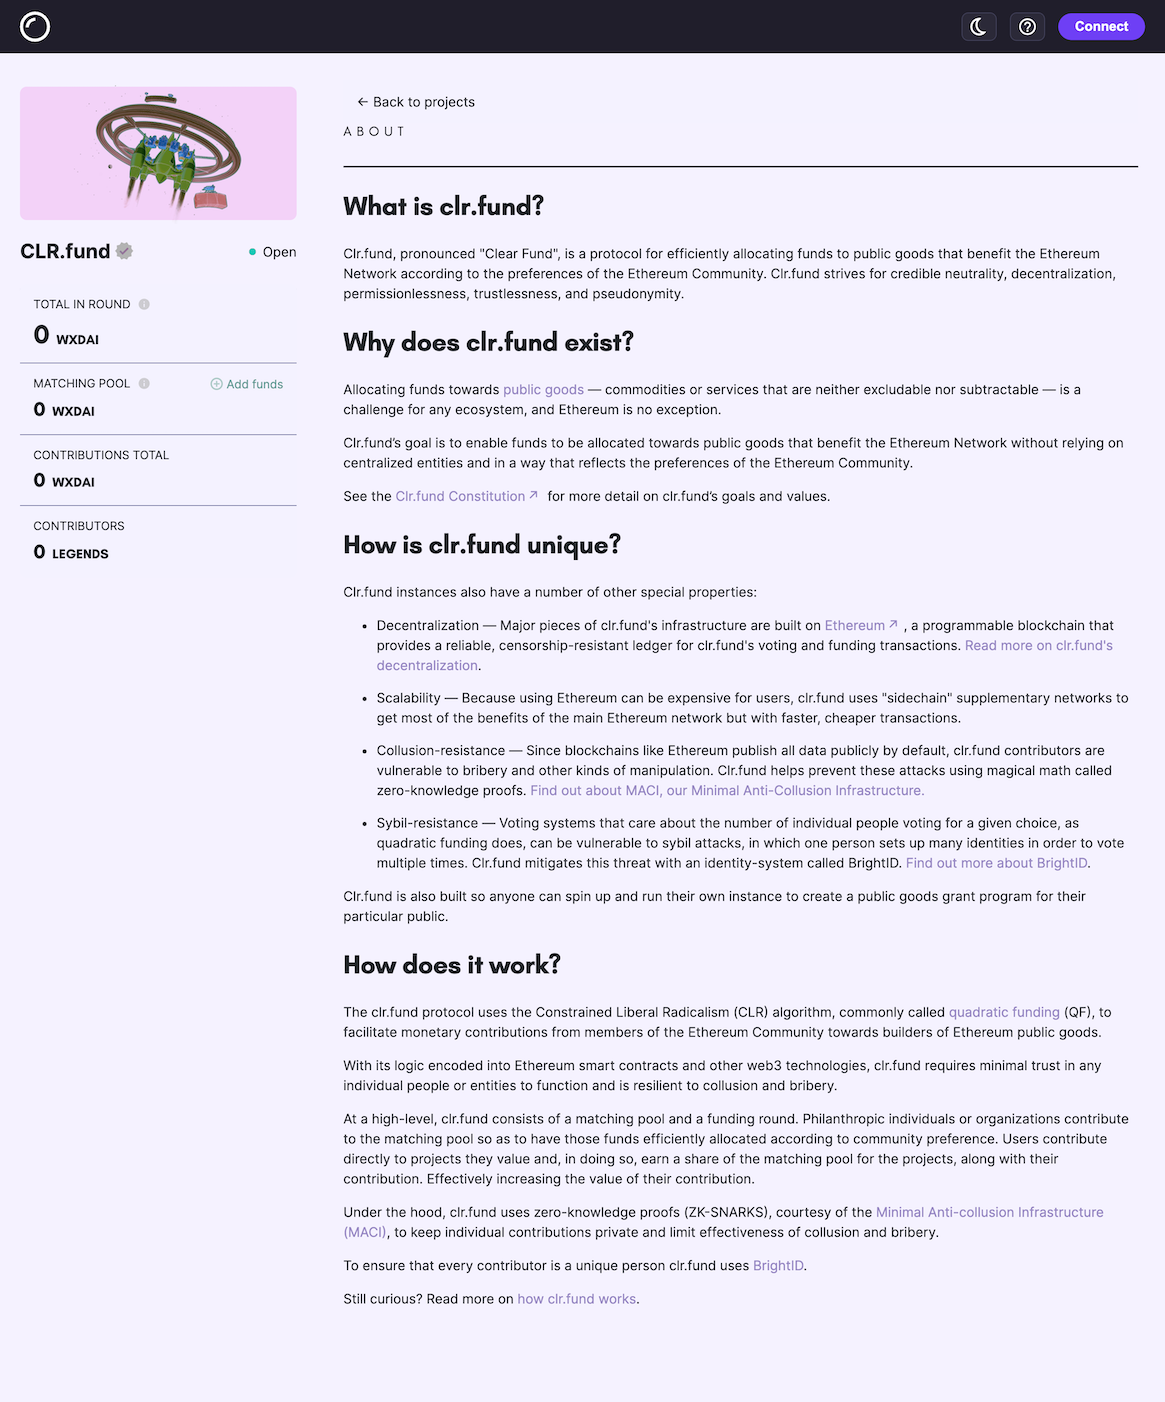 Connect
← Back to projects
ABOUT
CLR.fund
Open
TOTAL IN ROUND
0 WXDAI
MATCHING POOL
Add funds
0 WXDAI
CONTRIBUTIONS TOTAL
0 WXDAI
CONTRIBUTORS
0 LEGENDS
What is clr.fund?
Clr.fund, pronounced "Clear Fund", is a protocol for efficiently allocating funds to public goods that benefit the Ethereum
Network according to the preferences of the Ethereum Community. Clr.fund strives for credible neutrality, decentralization,
permissionlessness, trustlessness, and pseudonymity.
Why does clr.fund exist?
Allocating funds towards public goods — commodities or services that are neither excludable nor subtractable — is a
challenge for any ecosystem, and Ethereum is no exception.
Clr.fund’s goal is to enable funds to be allocated towards public goods that benefit the Ethereum Network without relying on
centralized entities and in a way that reflects the preferences of the Ethereum Community.
See the Clr.fund Constitution ↗ for more detail on clr.fund’s goals and values.
How is clr.fund unique?
Clr.fund instances also have a number of other special properties:
• Decentralization — Major pieces of clr.fund's infrastructure are built on Ethereum ↗ , a programmable blockchain that
provides a reliable, censorship-resistant ledger for clr.fund's voting and funding transactions. Read more on clr.fund's
decentralization.
• Scalability — Because using Ethereum can be expensive for users, clr.fund uses "sidechain" supplementary networks to
get most of the benefits of the main Ethereum network but with faster, cheaper transactions.
• Collusion-resistance — Since blockchains like Ethereum publish all data publicly by default, clr.fund contributors are
vulnerable to bribery and other kinds of manipulation. Clr.fund helps prevent these attacks using magical math called
zero-knowledge proofs. Find out about MACI, our Minimal Anti-Collusion Infrastructure.
• Sybil-resistance — Voting systems that care about the number of individual people voting for a given choice, as
quadratic funding does, can be vulnerable to sybil attacks, in which one person sets up many identities in order to vote
multiple times. Clr.fund mitigates this threat with an identity-system called BrightID. Find out more about BrightID.
Clr.fund is also built so anyone can spin up and run their own instance to create a public goods grant program for their
particular public.
How does it work?
The clr.fund protocol uses the Constrained Liberal Radicalism (CLR) algorithm, commonly called quadratic funding (QF), to
facilitate monetary contributions from members of the Ethereum Community towards builders of Ethereum public goods.
With its logic encoded into Ethereum smart contracts and other web3 technologies, clr.fund requires minimal trust in any
individual people or entities to function and is resilient to collusion and bribery.
At a high-level, clr.fund consists of a matching pool and a funding round. Philanthropic individuals or organizations contribute
to the matching pool so as to have those funds efficiently allocated according to community preference. Users contribute
directly to projects they value and, in doing so, earn a share of the matching pool for the projects, along with their
contribution. Effectively increasing the value of their contribution.
Under the hood, clr.fund uses zero-knowledge proofs (ZK-SNARKS), courtesy of the Minimal Anti-collusion Infrastructure
(MACI), to keep individual contributions private and limit effectiveness of collusion and bribery.
To ensure that every contributor is a unique person clr.fund uses BrightID.
Still curious? Read more on how clr.fund works.